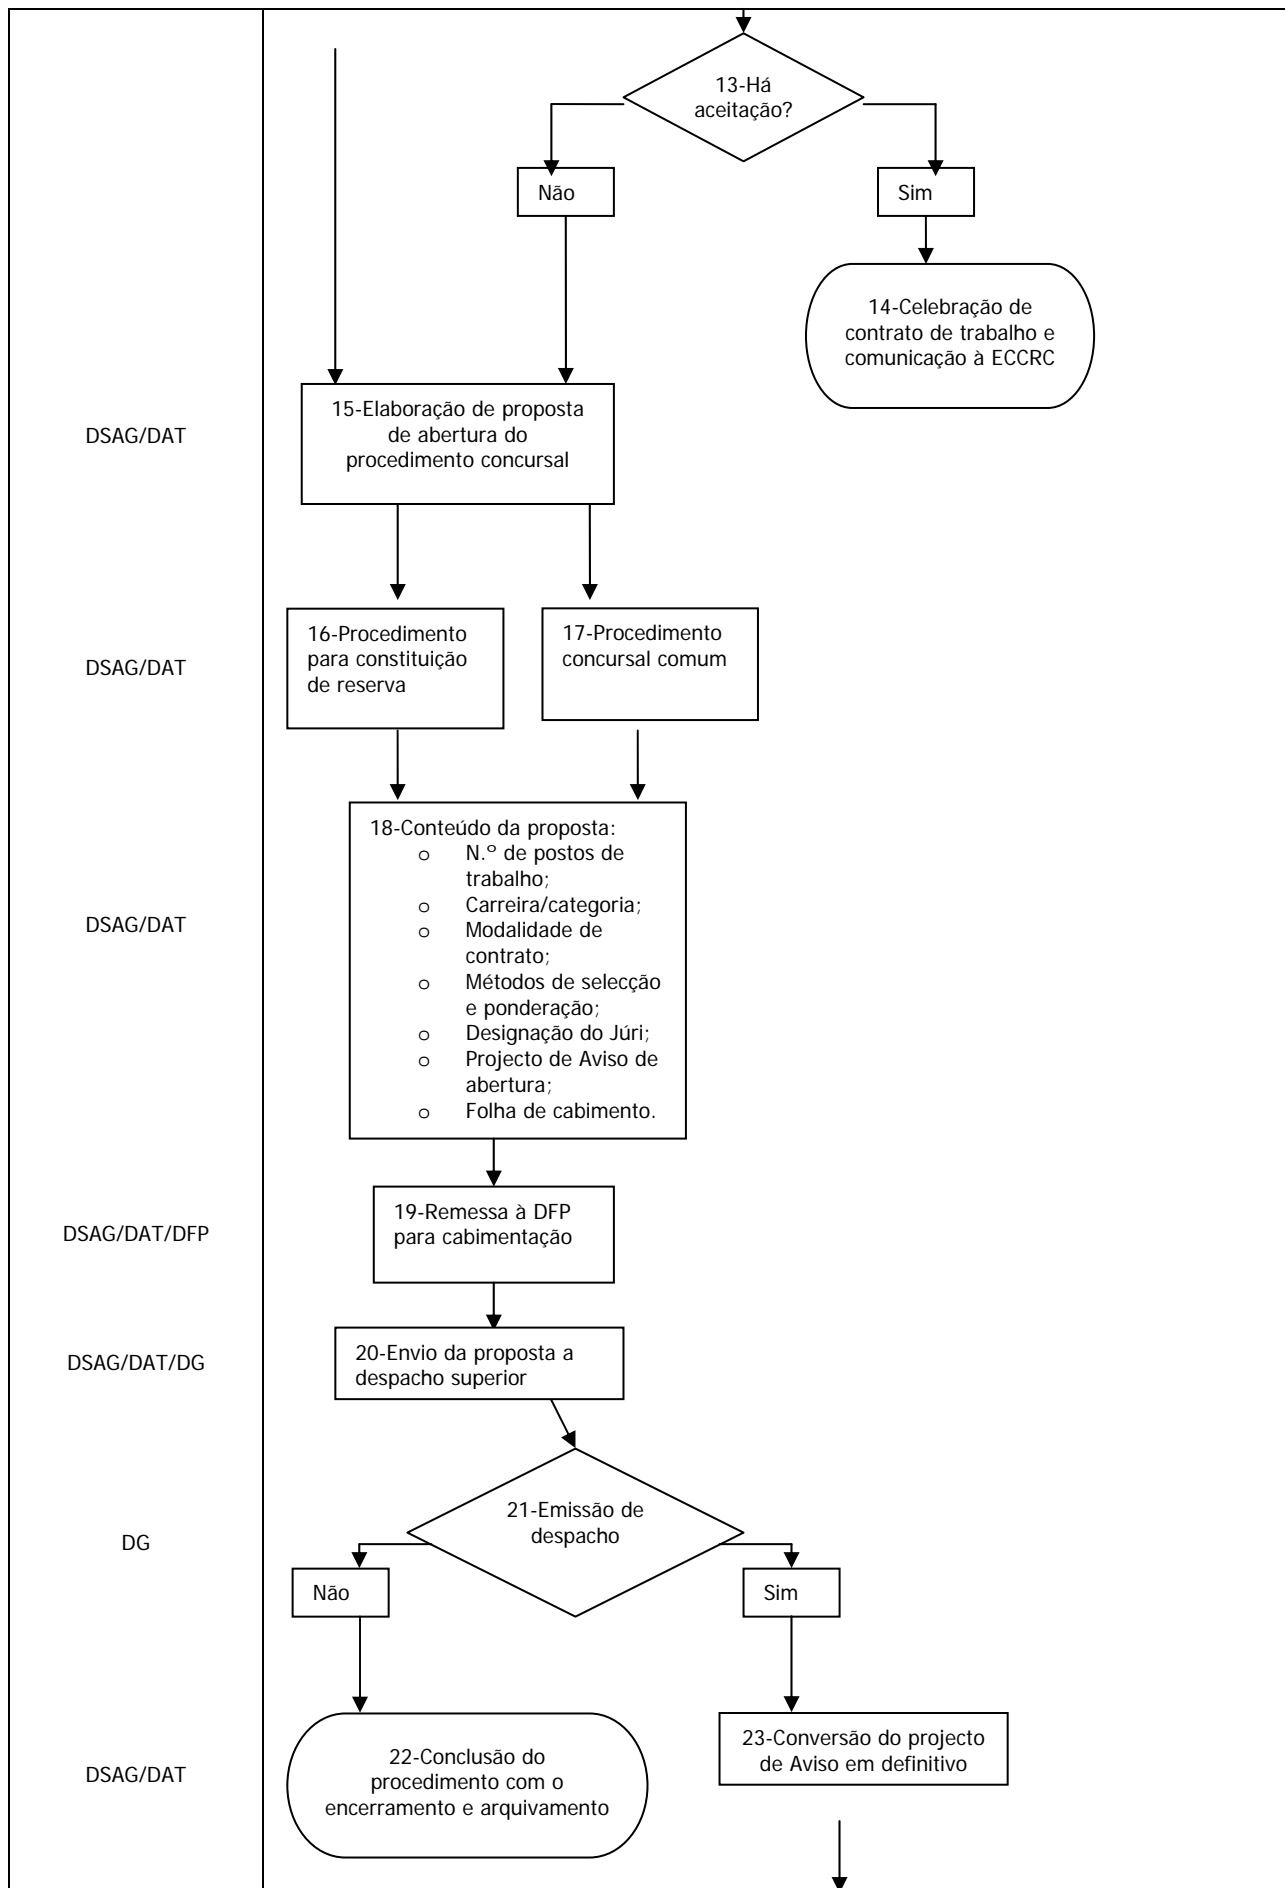 13-Há
aceitação?
Não
Sim
14-Celebração de
contrato de trabalho e
comunicação à ECCRC
DSAG/DAT
15-Elaboração de proposta
de abertura do
procedimento concursal
DSAG/DAT
16-Procedimento
para constituição
de reserva
17-Procedimento
concursal comum
DSAG/DAT
18-Conteúdo da proposta:
o N.º de postos de
trabalho;
o Carreira/categoria;
o Modalidade de
contrato;
o Métodos de selecção
e ponderação;
o Designação do Júri;
o Projecto de Aviso de
abertura;
o Folha de cabimento.
DSAG/DAT/DFP
19-Remessa à DFP
para cabimentação
DSAG/DAT/DG
20-Envio da proposta a
despacho superior
DG
21-Emissão de
despacho
Não
Sim
DSAG/DAT
22-Conclusão do
procedimento com o
encerramento e arquivamento
23-Conversão do projecto
de Aviso em definitivo